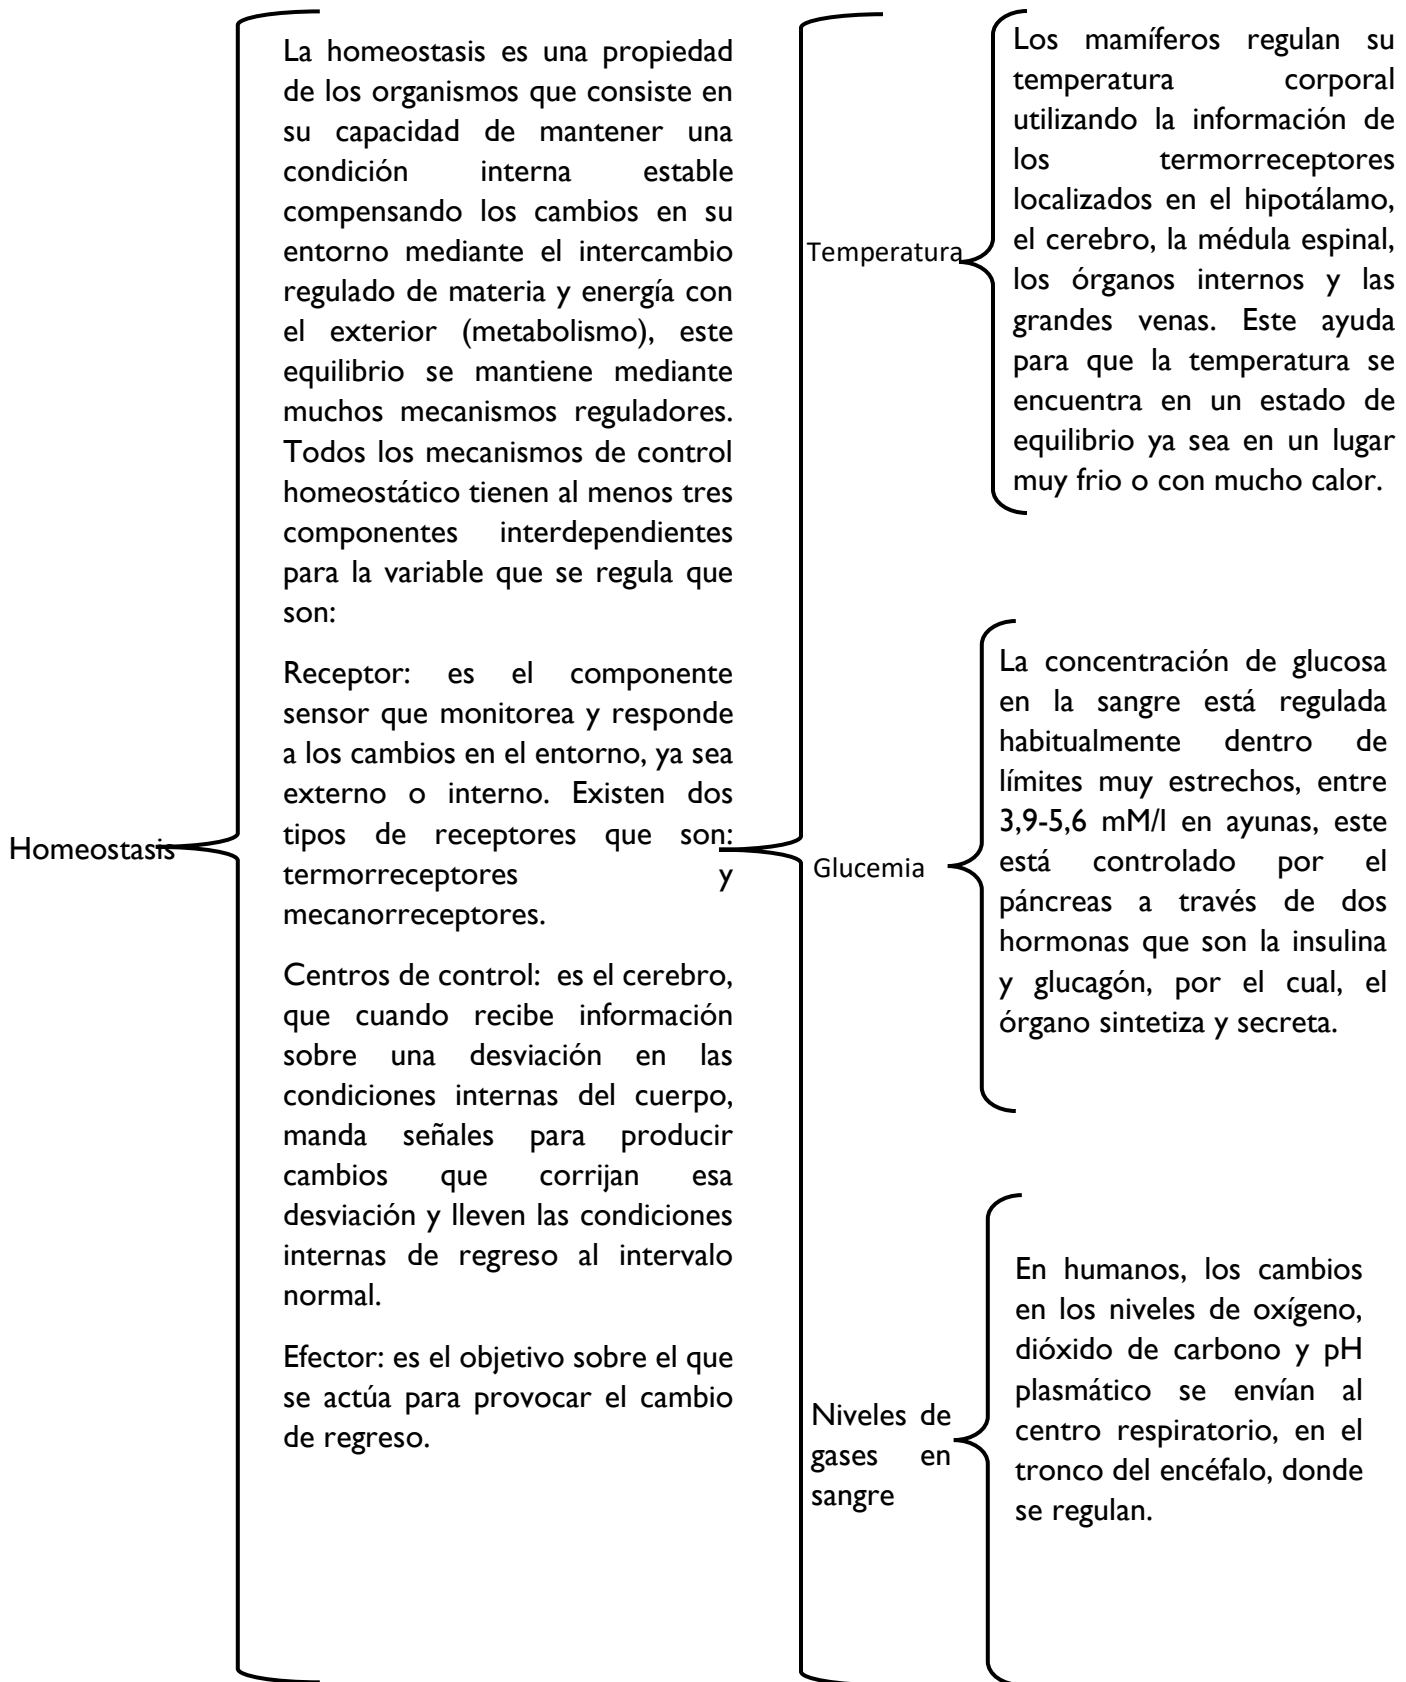 Homeostasis
La homeostasis es una propiedad
de los organismos que consiste en
su capacidad de mantener una
condición interna estable
compensando los cambios en su
entorno mediante el intercambio
regulado de materia y energía con
el exterior (metabolismo), este
equilibrio se mantiene mediante
muchos mecanismos reguladores.
Todos los mecanismos de control
homeostático tienen al menos tres
componentes interdependientes
para la variable que se regula que
son:
Receptor: es el componente
sensor que monitorea y responde
a los cambios en el entorno, ya sea
externo o interno. Existen dos
tipos de receptores que son:
termorreceptores y
mecanorreceptores.
Centros de control: es el cerebro,
que cuando recibe información
sobre una desviación en las
condiciones internas del cuerpo,
manda señales para producir
cambios que corrijan esa
desviación y lleven las condiciones
internas de regreso al intervalo
normal.
Efector: es el objetivo sobre el que
se actúa para provocar el cambio
de regreso.
Temperatura
Los mamíferos regulan su
temperatura corporal
utilizando la información de
los termorreceptores
localizados en el hipotálamo,
el cerebro, la médula espinal,
los órganos internos y las
grandes venas. Este ayuda
para que la temperatura se
encuentra en un estado de
equilibrio ya sea en un lugar
muy frio o con mucho calor.
Glucemia
La concentración de glucosa
en la sangre está regulada
habitualmente dentro de
límites muy estrechos, entre
3,9-5,6 mM/l en ayunas, este
está controlado por el
páncreas a través de dos
hormonas que son la insulina
y glucagón, por el cual, el
órgano sintetiza y secreta.
Niveles de
gases en
sangre
En humanos, los cambios
en los niveles de oxígeno,
dióxido de carbono y pH
plasmático se envían al
centro respiratorio, en el
tronco del encéfalo, donde
se regulan.